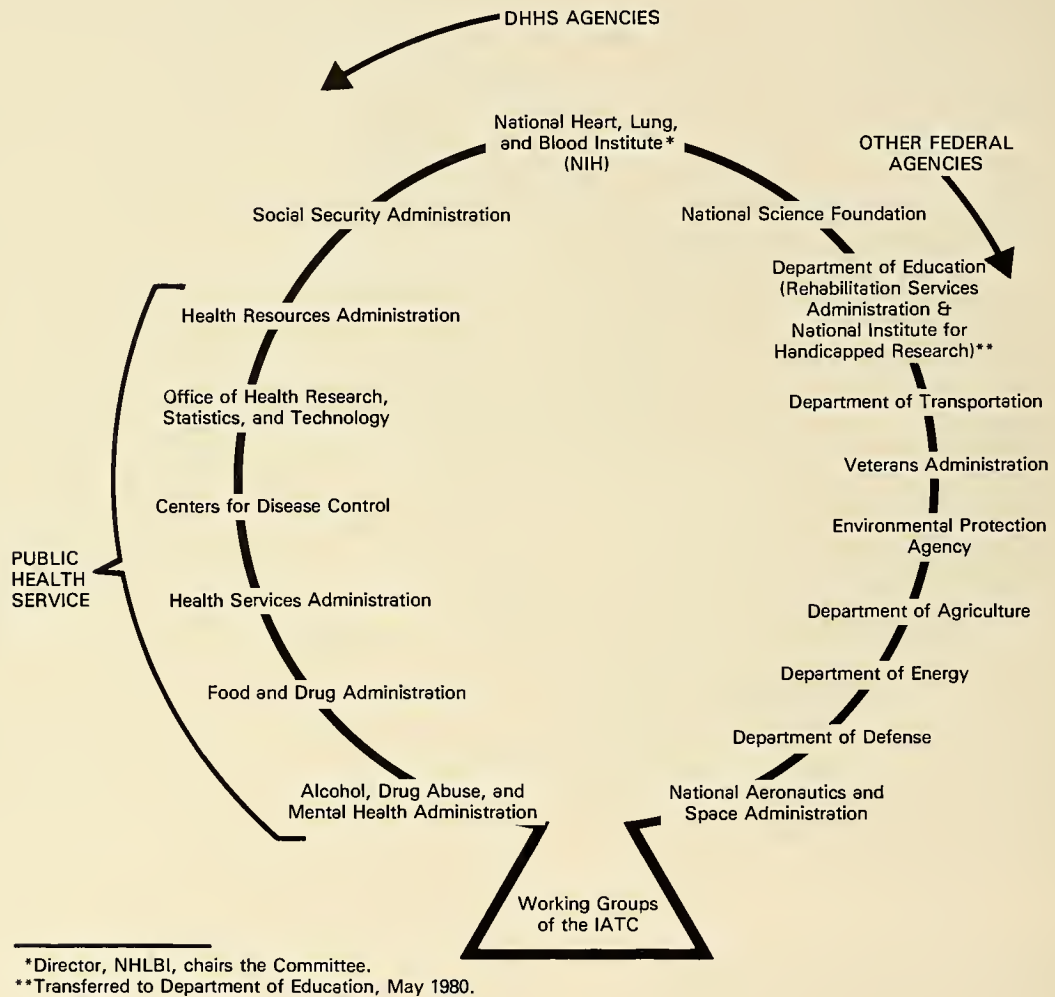 DHHS AGENCIES
National Heart, Lung,
and Blood Institute*
(NIH)
OTHER FEDERAL
AGENCIES
Social Security Administration
National Science Foundation
Department of Education
(Rehabilitation Services
Administration &
National Institute for
Handicapped Research)**
Health Resources Administration
Office of Health Research,
Statistics, and Technology
Department of Transportation
Veterans Administration
Centers for Disease Control
Environmental Protection
Agency
PUBLIC
HEALTH
SERVICE
Health Services Administration
Department of Agriculture
Food and Drug Administration
Department of Energy
Department of Defense
Alcohol, Drug Abuse, and
Mental Health Administration
National Aeronautics and
Space Administration
Working Groups
of the IATC
*Director, NHLBI, chairs the Committee.
**Transferred to Department of Education, May 1980.